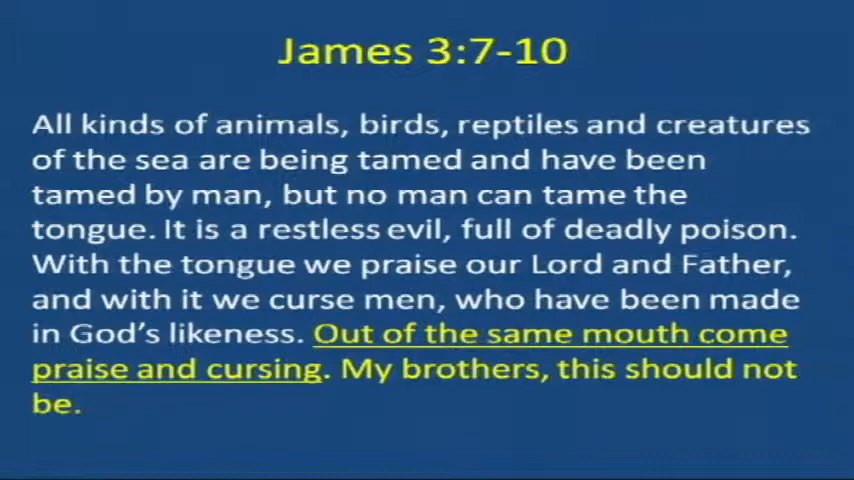 James 3:7-10
All kinds of animals, birds, reptiles and creatures
of the sea are being tamed and have been
tamed by man, but no man can tame the
tongue. It is a restless evil, full of deadly poison.
With the tongue we praise our Lord and Father,
and with it we curse men, who have been made
in God’s likeness. Out of the same mouth come
praise and cursing. My brothers, this should not
be.